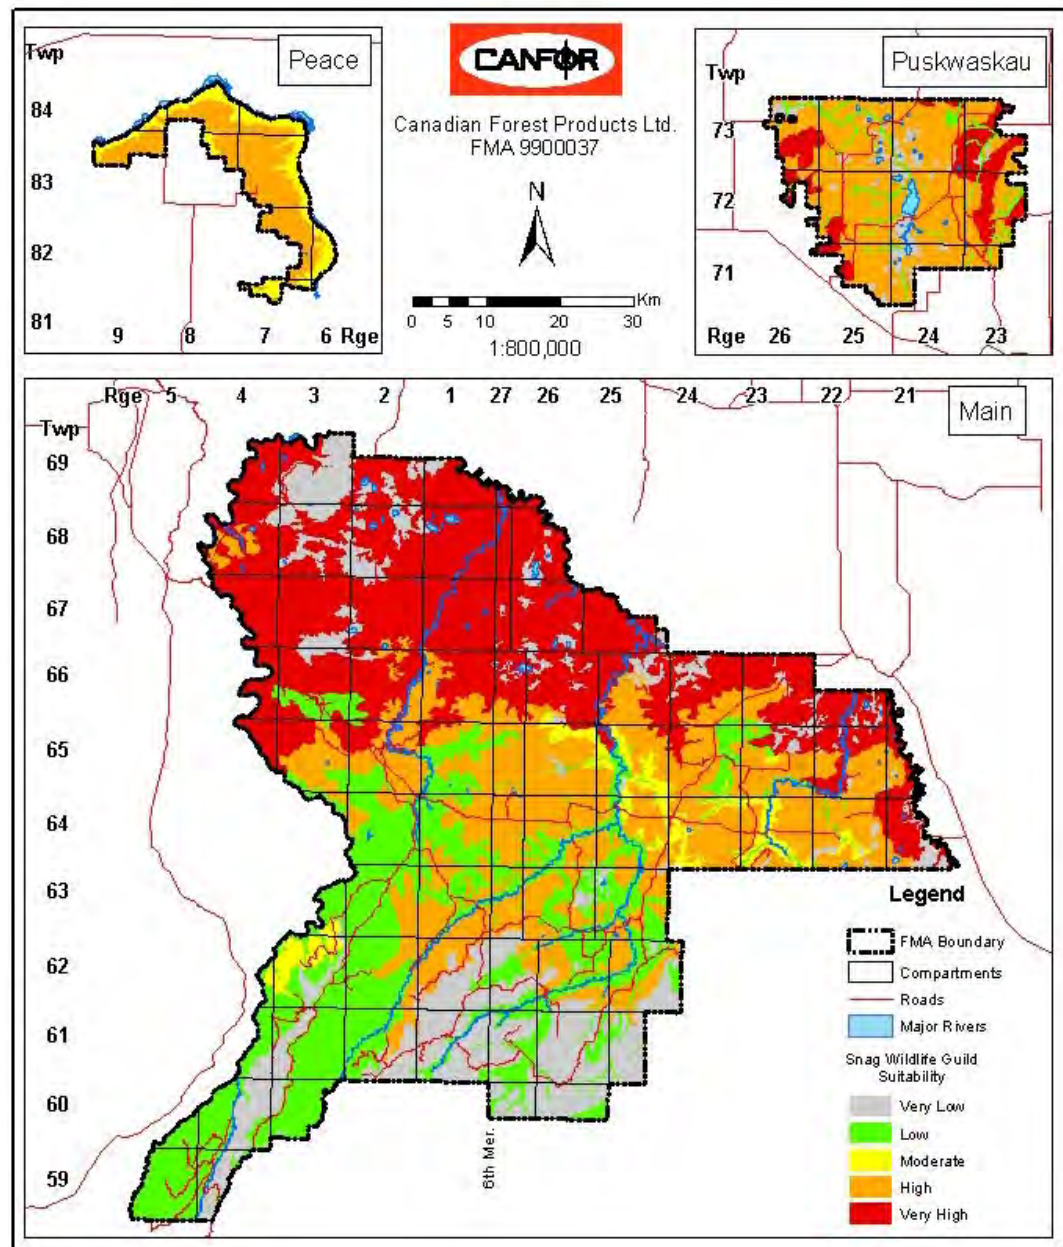 Twp
Peace
84
83
82
81
9 8 7 6 Rge
CANFOR
Canadian Forest Products Ltd.
FMA 9900037
N
Km
0 5 10 20 30
1:800,000
Twp
Puskwaskau
73
72
71
Rge 26 25 24 23
Rge 5 4 3 2 1 27 26 25 24 23 22 21
Main
Twp
69
68
67
66
65
64
63
62
61
60
59
6th Mer.
Legend
FMA Boundary
Compartments
Roads
Major Rivers
Snag Wildlife Guild
Suitability
Very Low
Low
Moderate
High
Very High